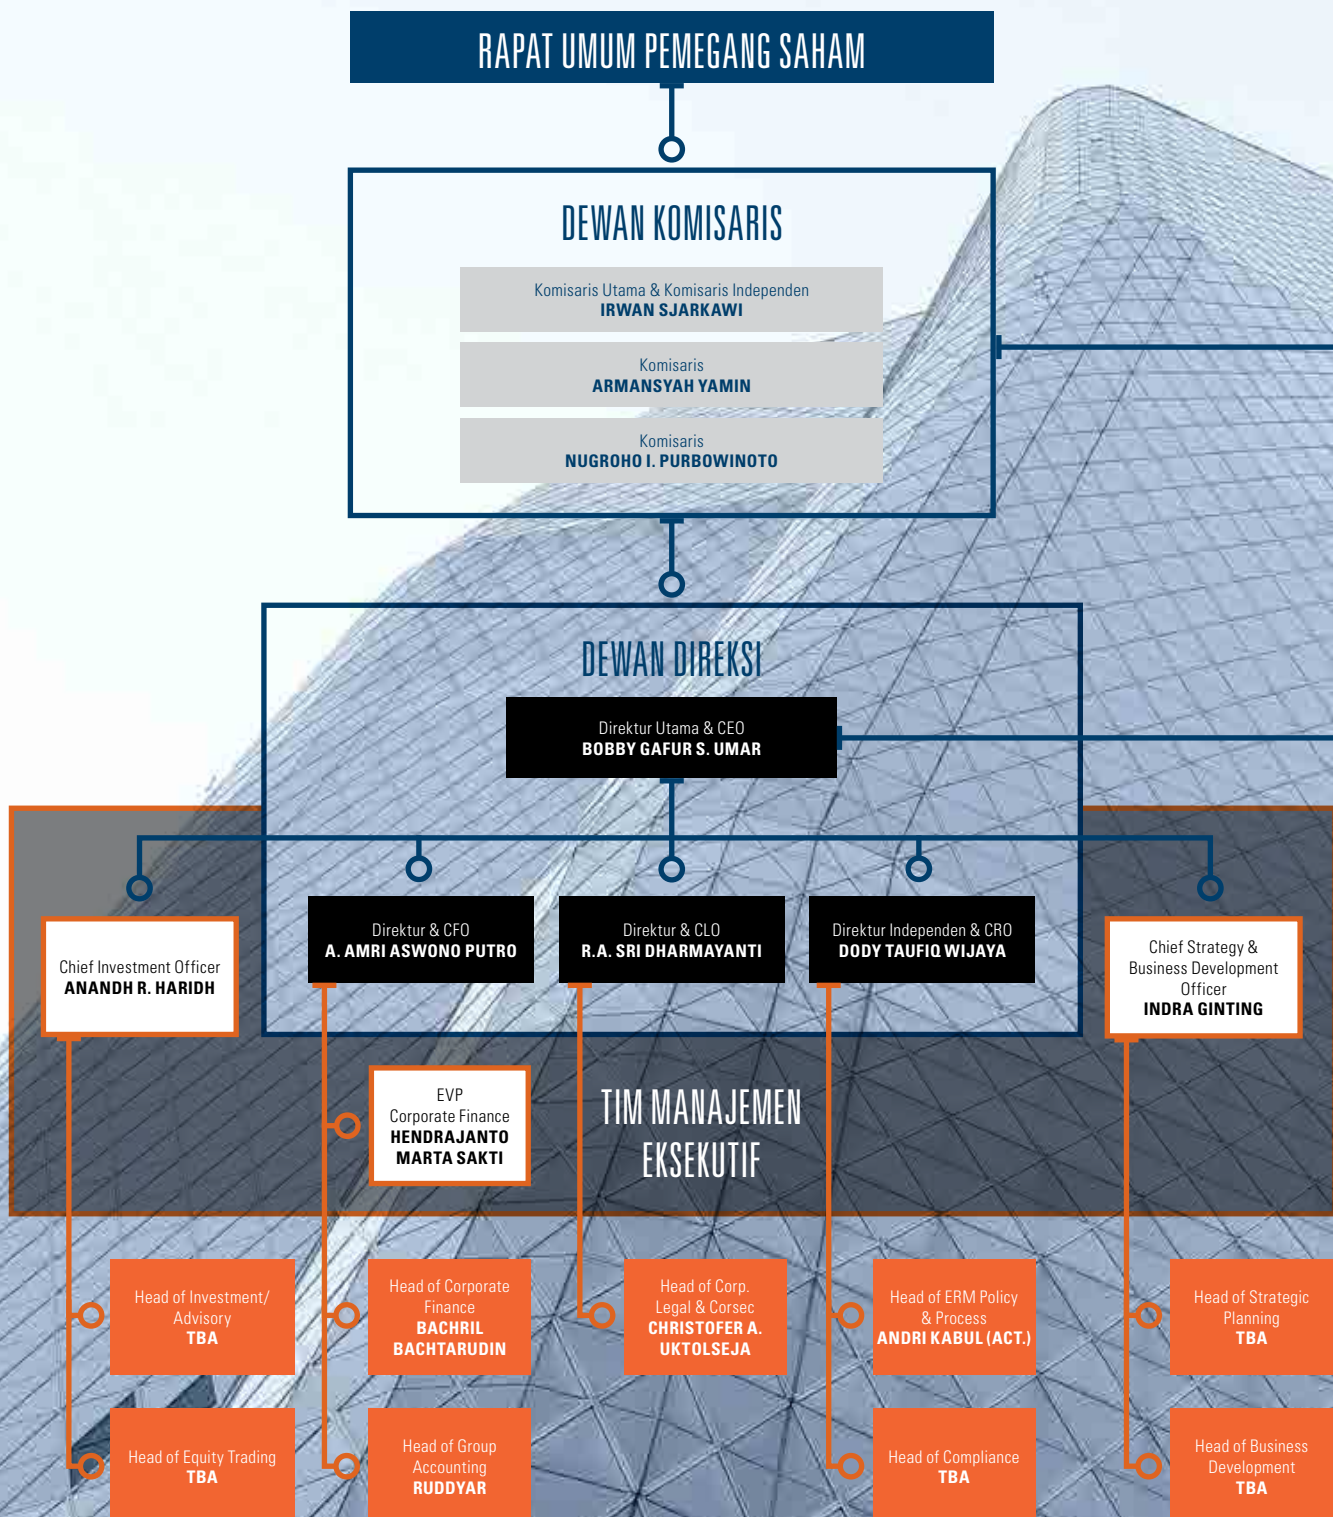 RAPAT UMUM PEMEGANG SAHAM
DEWAN KOMISARIS
Komisaris Utama & Komisaris Independen
IRWAN SJARKAWI
Komisaris
ARMANSYAH YAMIN
Komisaris
NUGROHO I. PURBOWINOTO
DEWAN DIREKSI
Direktur Utama & CEO
BOBBY GAFUR S. UMAR
Chief Investment Officer
ANANDH R. HARIDH
Direktur & CFO
A. AMRI ASWONO PUTRO
Direktur & CLO
R.A. SRI DHARMAYANTI
Direktur Independen & CRO
DODY TAUFIQ WIJAYA
Chief Strategy &
Business Development
Officer
INDRA GINTING
EVP
Corporate Finance
HENDRAJANTO
MARTA SAKTI
TIM MANAJEMEN
EKSEKUTIF
Head of Investment/
Advisory
TBA
Head of Corporate
Finance
BACHRIL
BACHTARUDIN
Head of Corp.
Legal & Corsec
CHRISTOFER A.
UKTOLSEJA
Head of ERM Policy
& Process
ANDRI KABUL (ACT.)
Head of Strategic
Planning
TBA
Head of Equity Trading
TBA
Head of Group
Accounting
RUDDYAR
Head of Compliance
TBA
Head of Business
Development
TBA